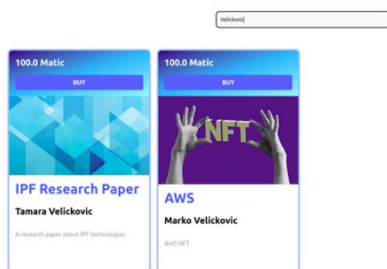 Velickovic
100.0 Matic
BUY
IPF Research Paper
Tamara Velickovic
A research paper about IPF technologies
100.0 Matic
BUY
NFT
AWS
Marko Velickovic
AWS NFT